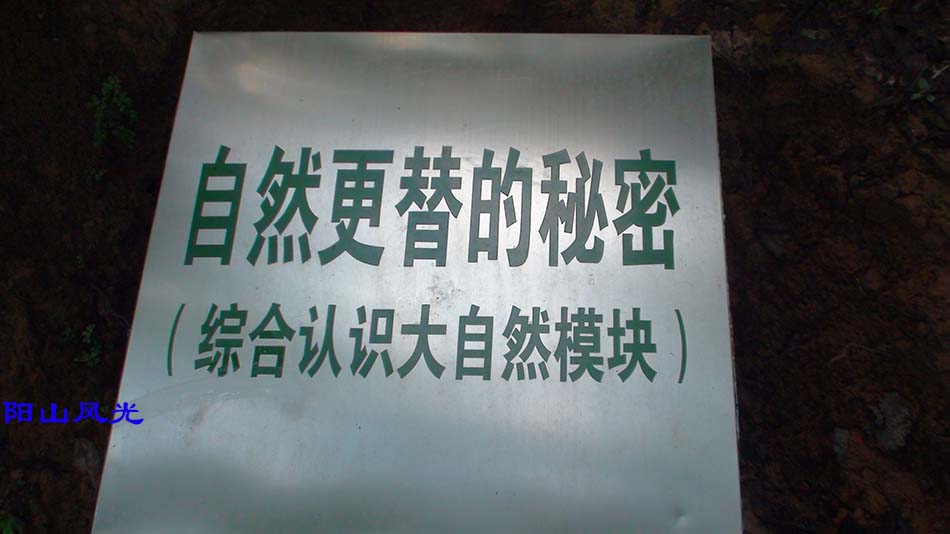 自然更替的秘密
（综合认识大自然模块）
阳山风光